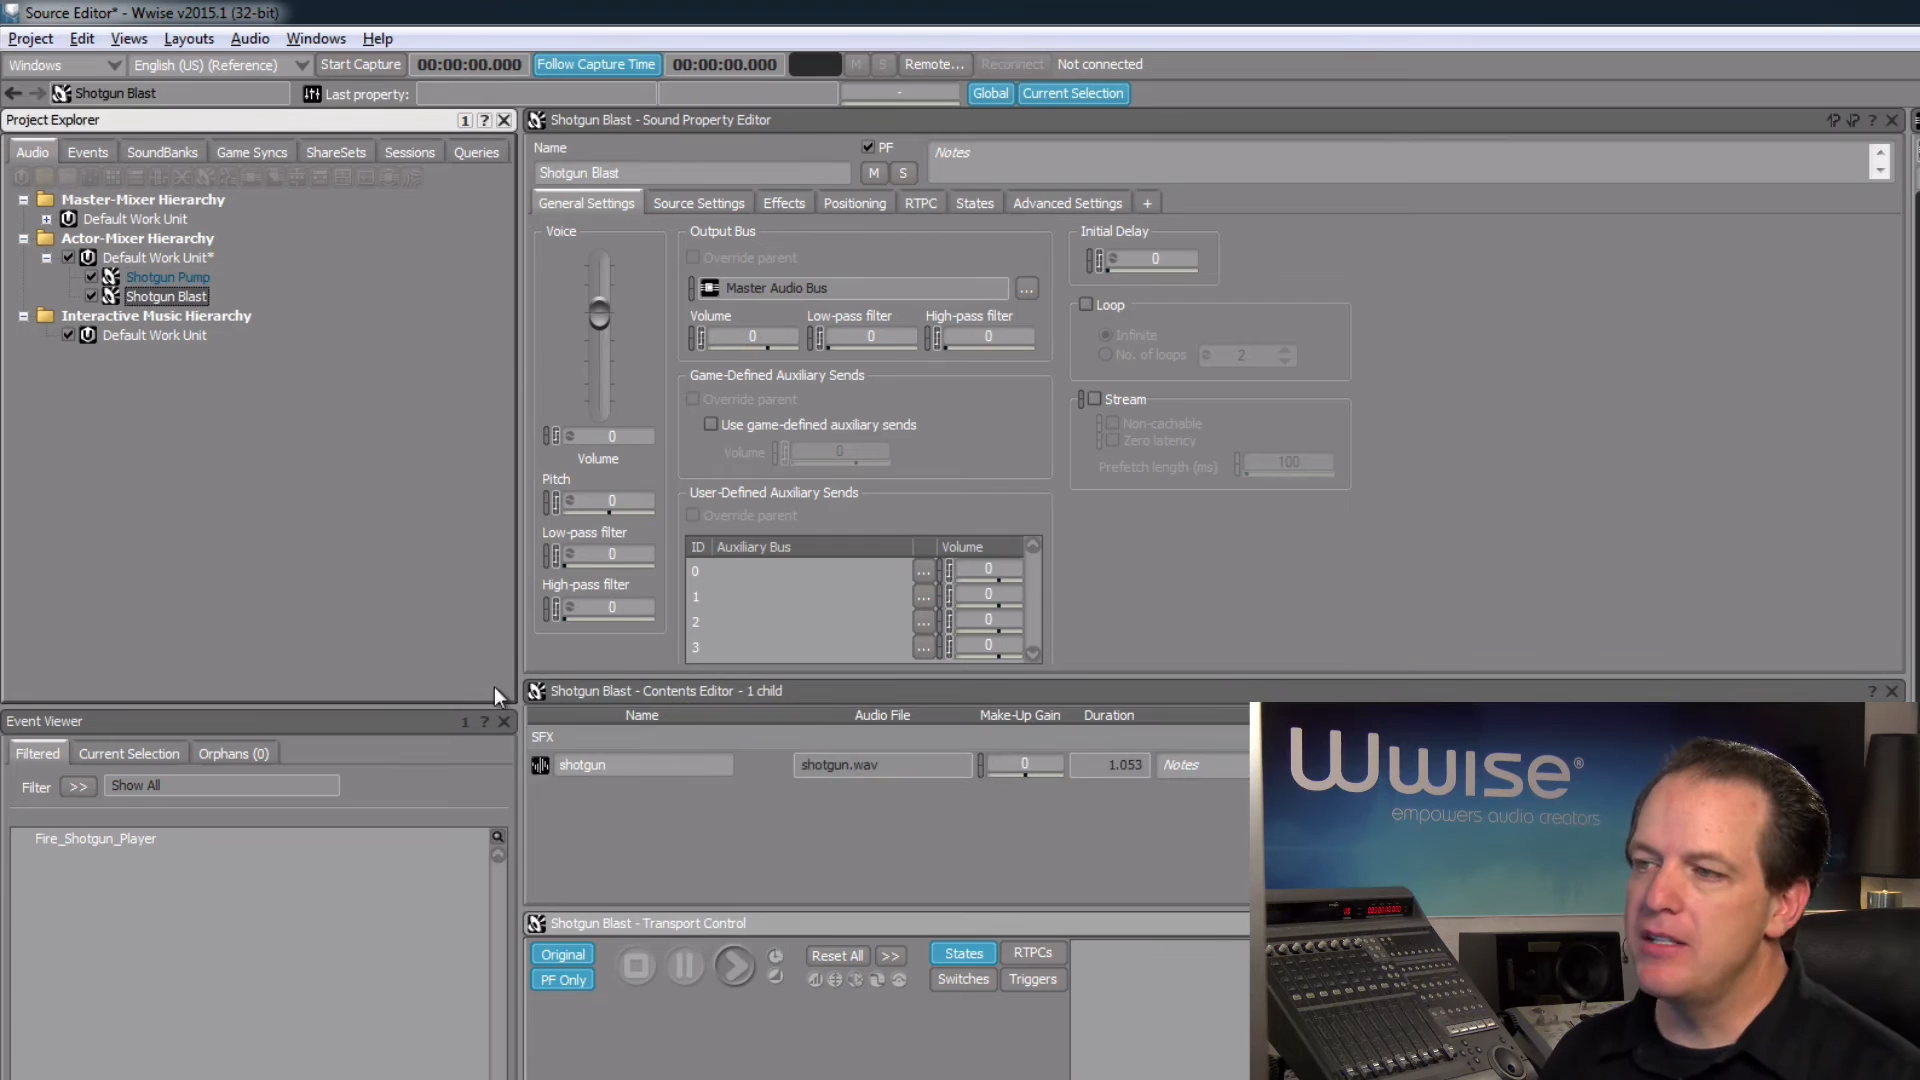 Source Editor* - Wwise v2015.1 (32-bit)
Project Edit Views Layouts Audio Windows Help
Windows English (US) (Reference) Start Capture 00:00:00.000 Follow Capture Time 00:00:00.000 M S Remote... Reconnect Not connected
Shotgun Blast Last property: - Global Current Selection
Project Explorer 1 ?
Audio Events SoundBanks Game Syncs ShareSets Sessions Queries
Master-Mixer Hierarchy
Default Work Unit
Actor-Mixer Hierarchy
Default Work Unit*
Shotgun Pump
Shotgun Blast
Interactive Music Hierarchy
Default Work Unit
Shotgun Blast - Sound Property Editor ?
Name PF Notes
Shotgun Blast M S
General Settings Source Settings Effects Positioning RTPC States Advanced Settings +
Voice
0
Volume
Pitch
0
Low-pass filter
0
High-pass filter
0
Output Bus
Override parent
Master Audio Bus ...
Volume Low-pass filter High-pass filter
0 0 0
Game-Defined Auxiliary Sends
Override parent
Use game-defined auxiliary sends
Volume 0
User-Defined Auxiliary Sends
Override parent
ID Auxiliary Bus Volume
0 ... 0
1 ... 0
2 ... 0
3 ... 0
Initial Delay
0
Loop
Infinite
No. of loops 2
Stream
Non-cachable
Zero latency
Prefetch length (ms) 100
Event Viewer 1 ?
Filtered Current Selection Orphans (0)
Filter >> Show All
Fire_Shotgun_Player
Shotgun Blast - Contents Editor - 1 child ?
Name Audio File Make-Up Gain Duration
SFX
shotgun shotgun.wav 0 1.053 Notes
Shotgun Blast - Transport Control
Original Reset All >> States RTPCs
PF Only Switches Triggers
Wwise®
empowers audio creators